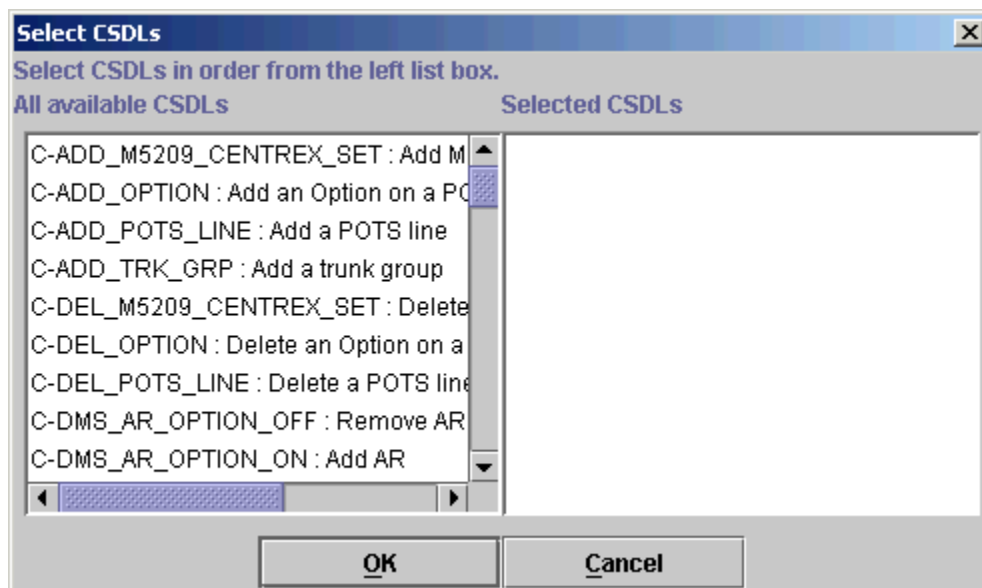 Select CSDLs
Select CSDLs in order from the left list box.
All available CSDLs
Selected CSDLs
C-ADD_M5209_CENTREX_SET : Add M
C-ADD_OPTION : Add an Option on a PO
C-ADD_POTS_LINE : Add a POTS line
C-ADD_TRK_GRP : Add a trunk group
C-DEL_M5209_CENTREX_SET : Delete
C-DEL_OPTION : Delete an Option on a
C-DEL_POTS_LINE : Delete a POTS line
C-DMS_AR_OPTION_OFF : Remove AR
C-DMS_AR_OPTION_ON : Add AR
OK
Cancel